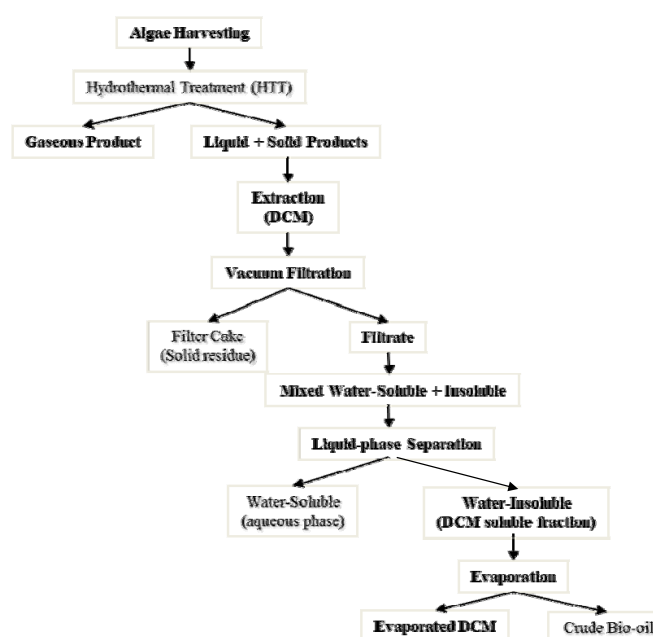 Algae Harvesting
Hydrothermal Treatment (HTT)
Gaseous Product
Liquid + Solid Products
Extraction
(DCM)
Vacuum Filtration
Filter Cake
(Solid residue)
Filtrate
Mixed Water-Soluble + Insoluble
Liquid-phase Separation
Water-Soluble
(aqueous phase)
Water-Insoluble
(DCM soluble fraction)
Evaporation
Evaporated DCM
Crude Bio-oil